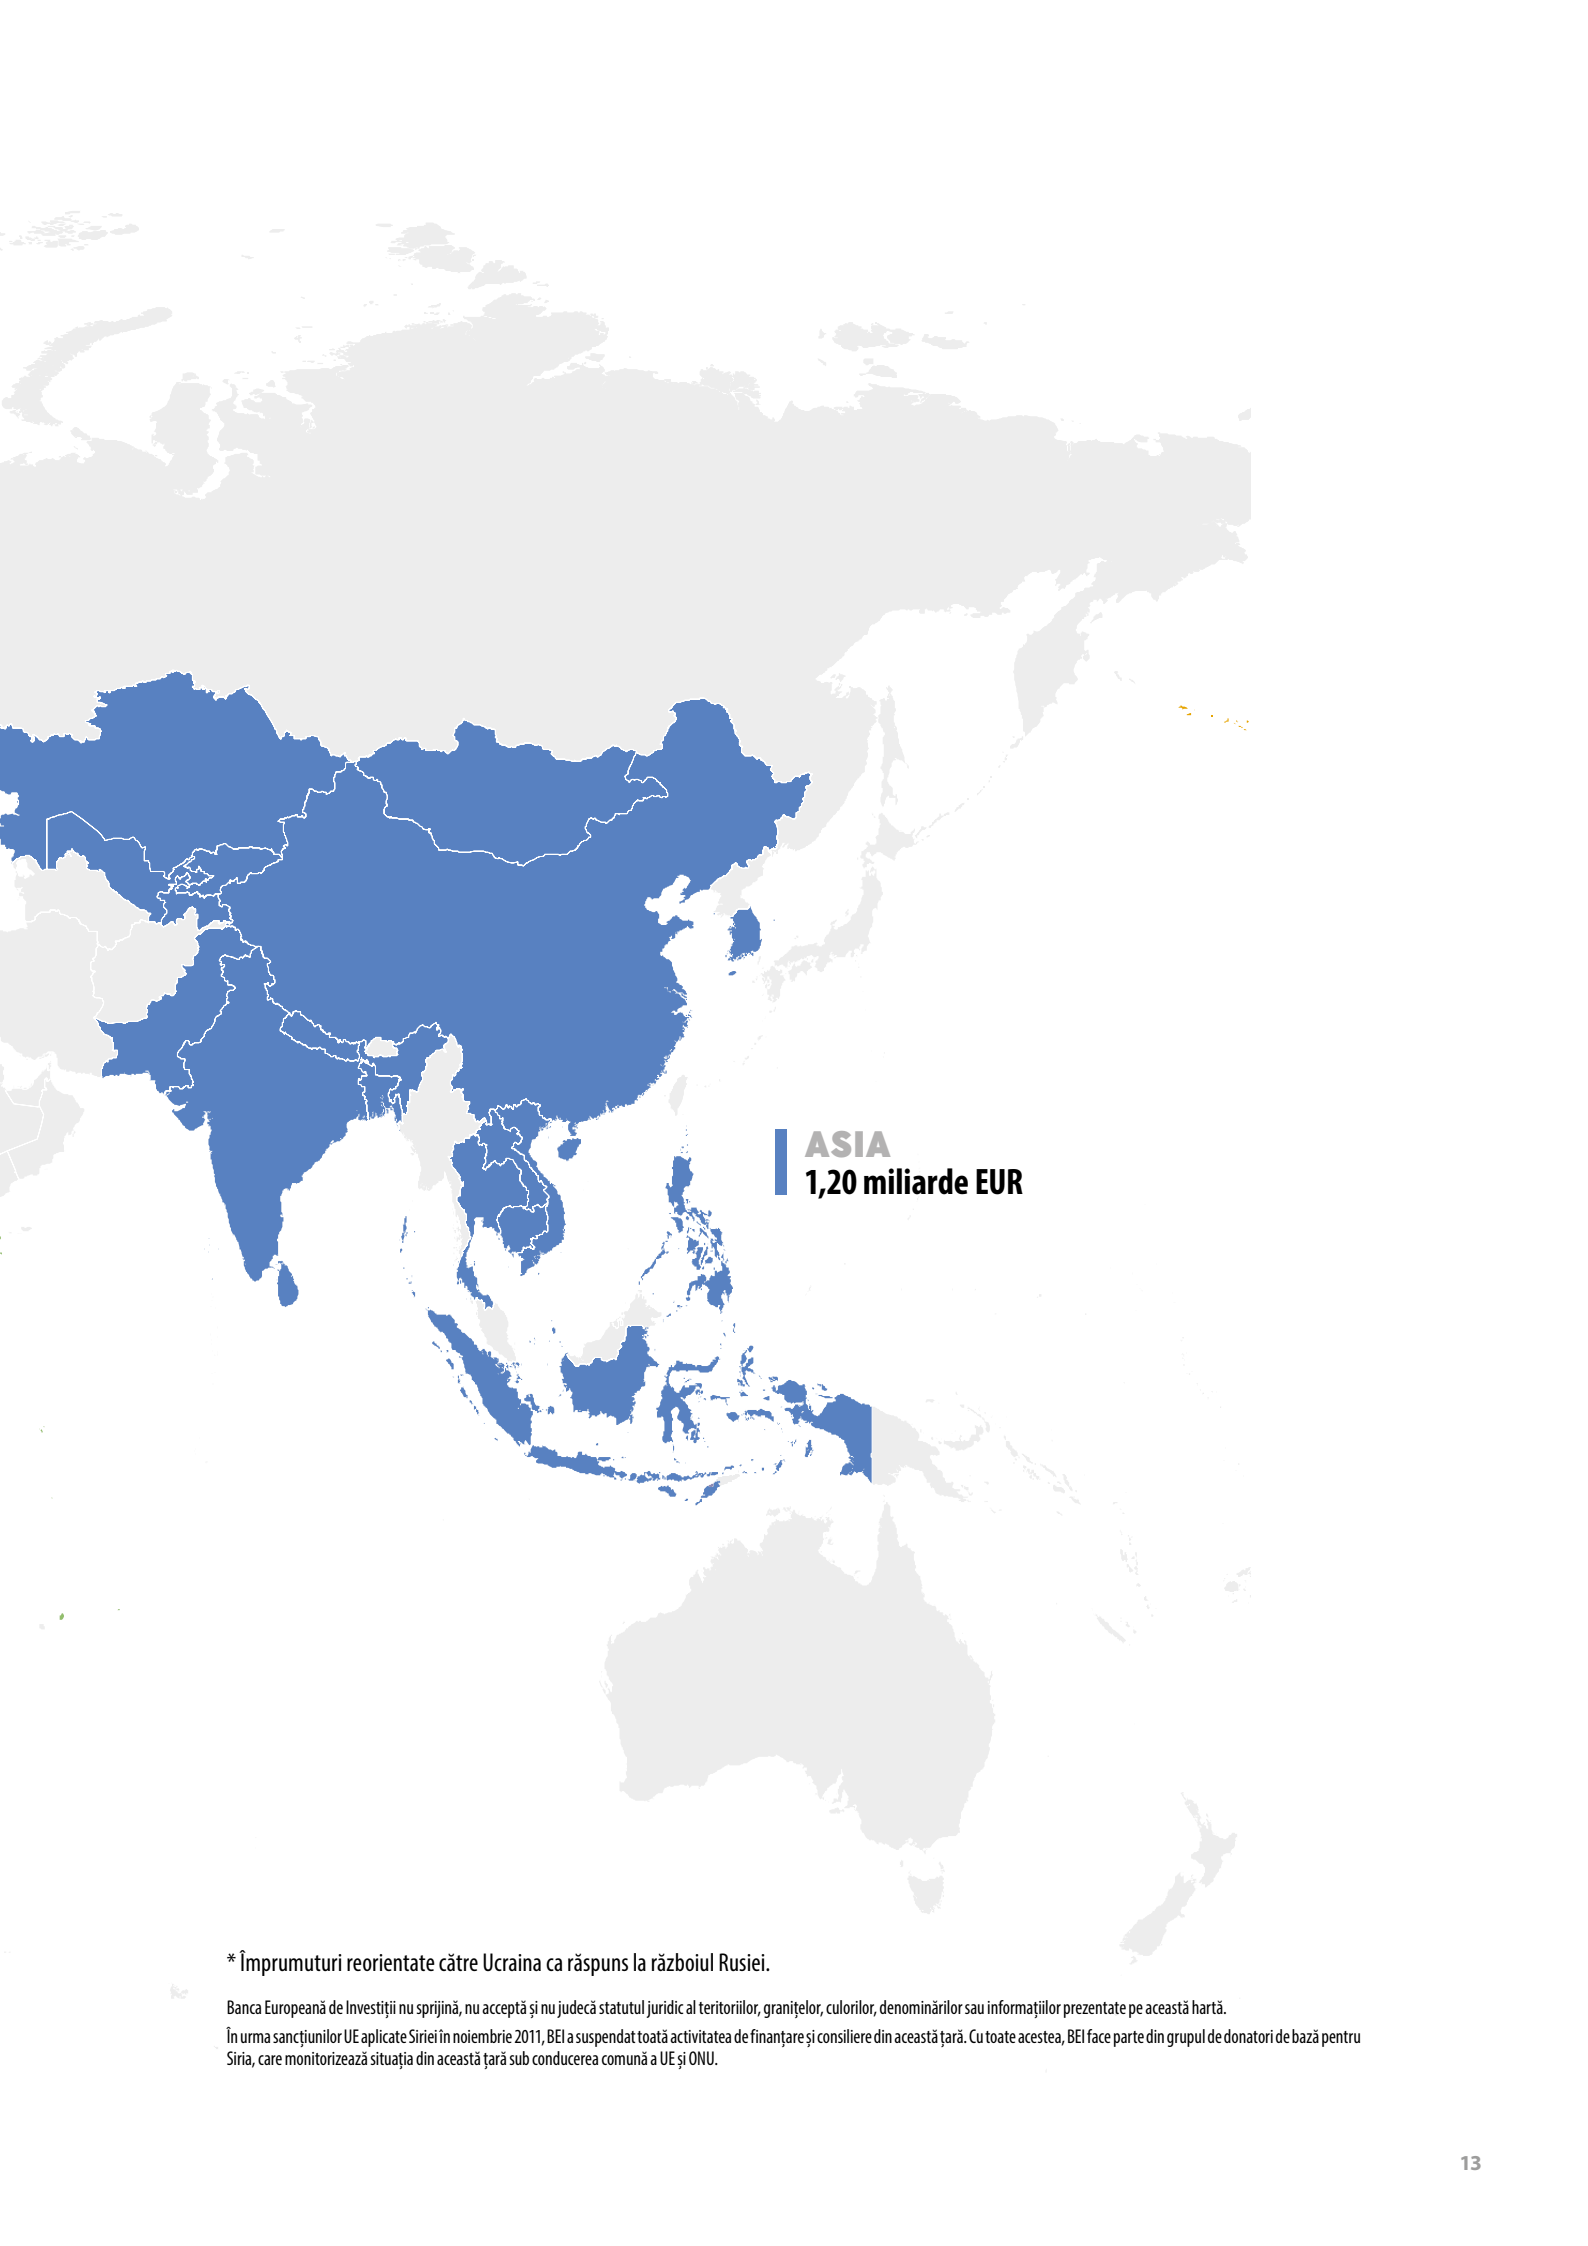 ASIA
1,20 miliarde EUR
* Împrumuturi reorientate către Ucraina ca răspuns la războiul Rusiei.
Banca Europeană de Investiții nu sprijină, nu acceptă și nu judecă statutul juridic al teritoriilor, granițelor, culorilor, denominărilor sau informațiilor prezentate pe această hartă.
În urma sancțiunilor UE aplicate Siriei în noiembrie 2011, BEI a suspendat toată activitatea de finanțare și consiliere din această țară. Cu toate acestea, BEI face parte din grupul de donatori de bază pentru
Siria, care monitorizează situația din această țară sub conducerea comună a UE și ONU.
13